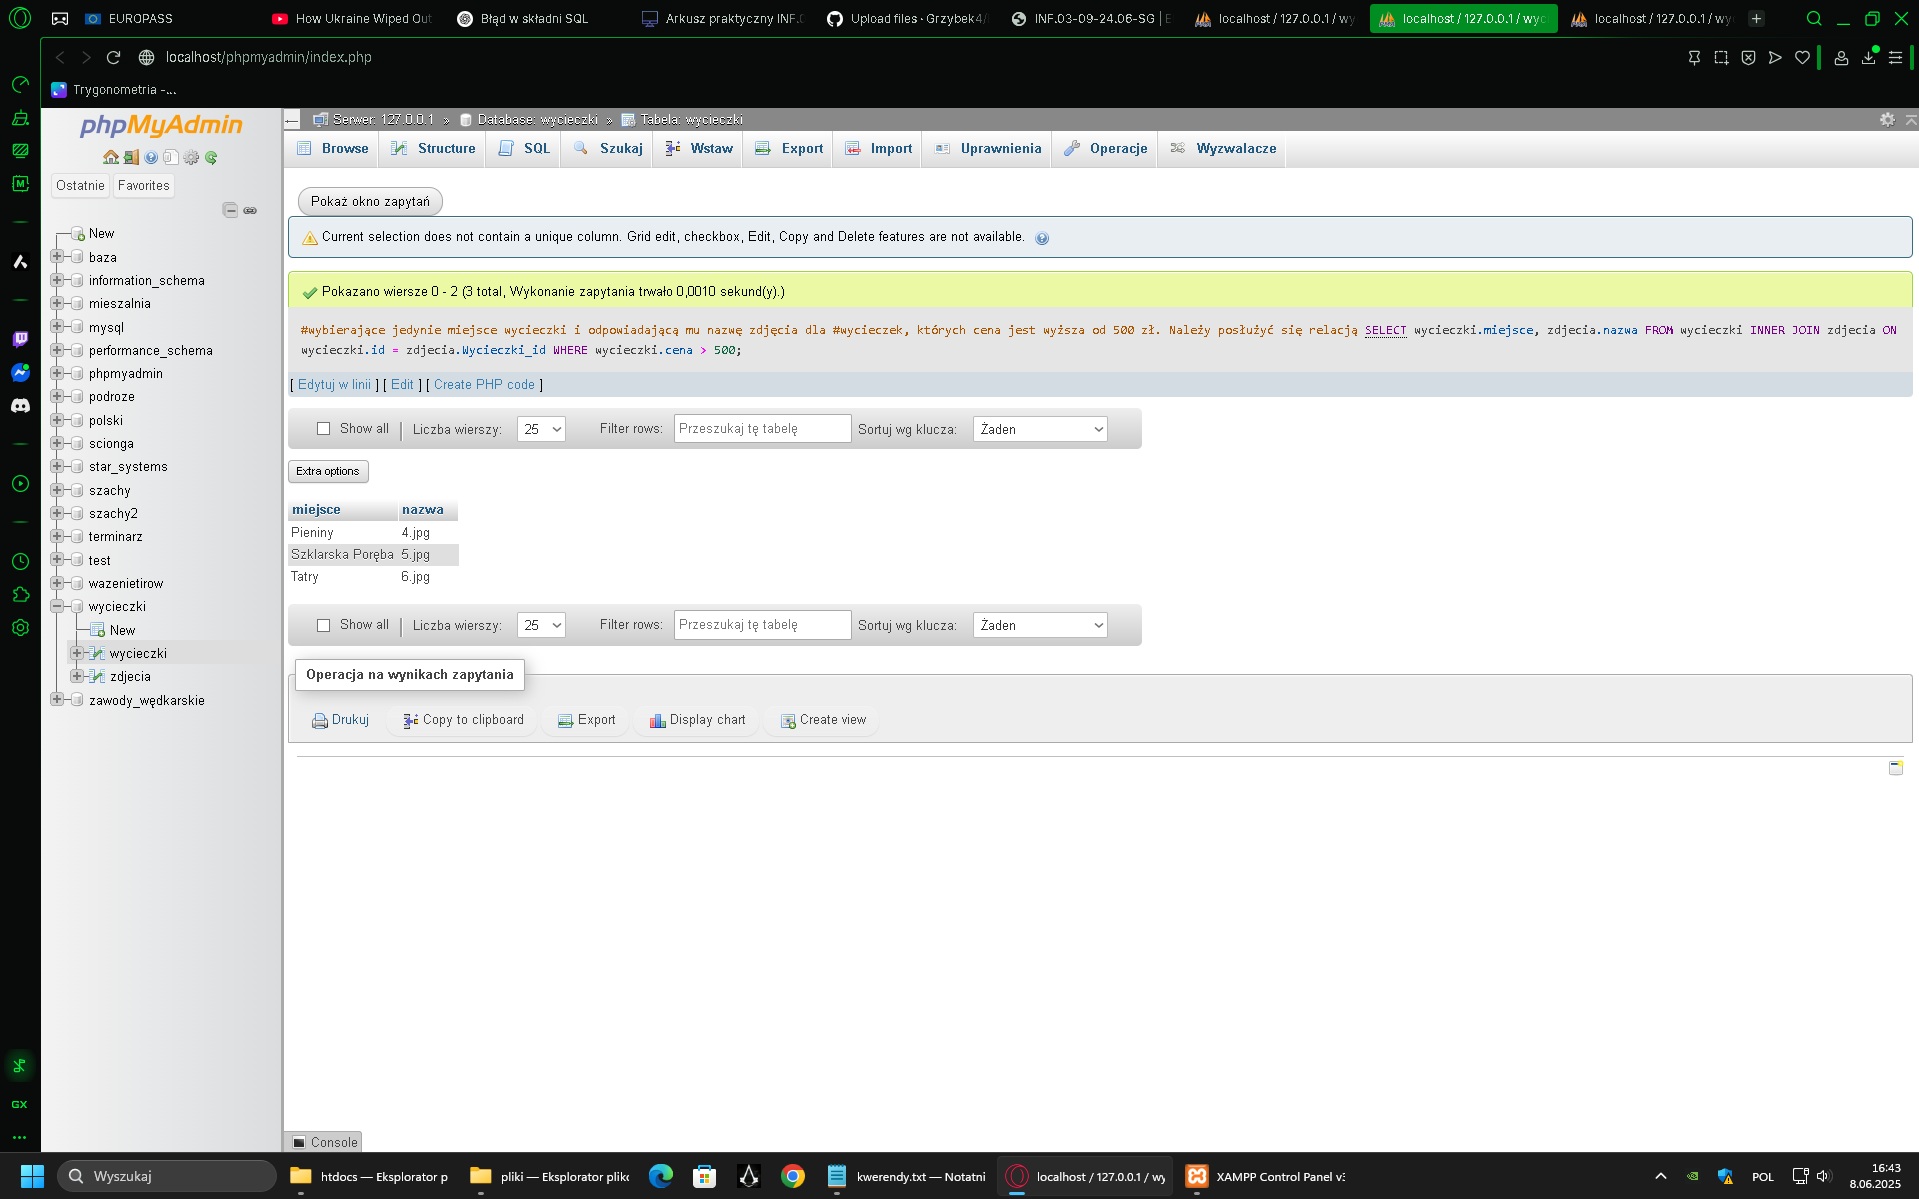 EUROPASS
How Ukraine Wiped Out
Błąd w składni SQL
Arkusz praktyczny INF.0
Upload files · Grzybek4/
INF.03-09-24.06-SG | E
localhost / 127.0.0.1 / wy
localhost / 127.0.0.1 / wyc
localhost / 127.0.0.1 / wy
localhost/phpmyadmin/index.php
Trygonometria -...
phpMyAdmin
Ostatnie
Favorites
New
baza
information_schema
mieszalnia
mysql
performance_schema
phpmyadmin
podroze
polski
scionga
star_systems
szachy
szachy2
terminarz
test
wazenietirow
wycieczki
New
wycieczki
zdjecia
zawody_wędkarskie
Serwer: 127.0.0.1 » Database: wycieczki » Tabela: wycieczki
Browse
Structure
SQL
Szukaj
Wstaw
Export
Import
Uprawnienia
Operacje
Wyzwalacze
Pokaż okno zapytań
Current selection does not contain a unique column. Grid edit, checkbox, Edit, Copy and Delete features are not available.
Pokazano wiersze 0 - 2 (3 total, Wykonanie zapytania trwało 0,0010 sekund(y).)
#wybierające jedynie miejsce wycieczki i odpowiadającą mu nazwę zdjęcia dla #wycieczek, których cena jest wyższa od 500 zł. Należy posłużyć się relacją SELECT wycieczki.miejsce, zdjecia.nazwa FROM wycieczki INNER JOIN zdjecia ON
wycieczki.id = zdjecia.Wycieczki_id WHERE wycieczki.cena > 500;
[ Edytuj w linii ] [ Edit ] [ Create PHP code ]
Show all | Liczba wierszy: 25 Filter rows: Przeszukaj tę tabelę Sortuj wg klucza: Żaden
Extra options
miejsce nazwa
Pieniny 4.jpg
Szklarska Poręba 5.jpg
Tatry 6.jpg
Show all | Liczba wierszy: 25 Filter rows: Przeszukaj tę tabelę Sortuj wg klucza: Żaden
Operacja na wynikach zapytania
Drukuj
Copy to clipboard
Export
Display chart
Create view
Console
GX
Wyszukaj
htdocs — Eksplorator p
pliki — Eksplorator plikó
kwerendy.txt — Notatni
localhost / 127.0.0.1 / wy
XAMPP Control Panel v:
POL
16:43
8.06.2025